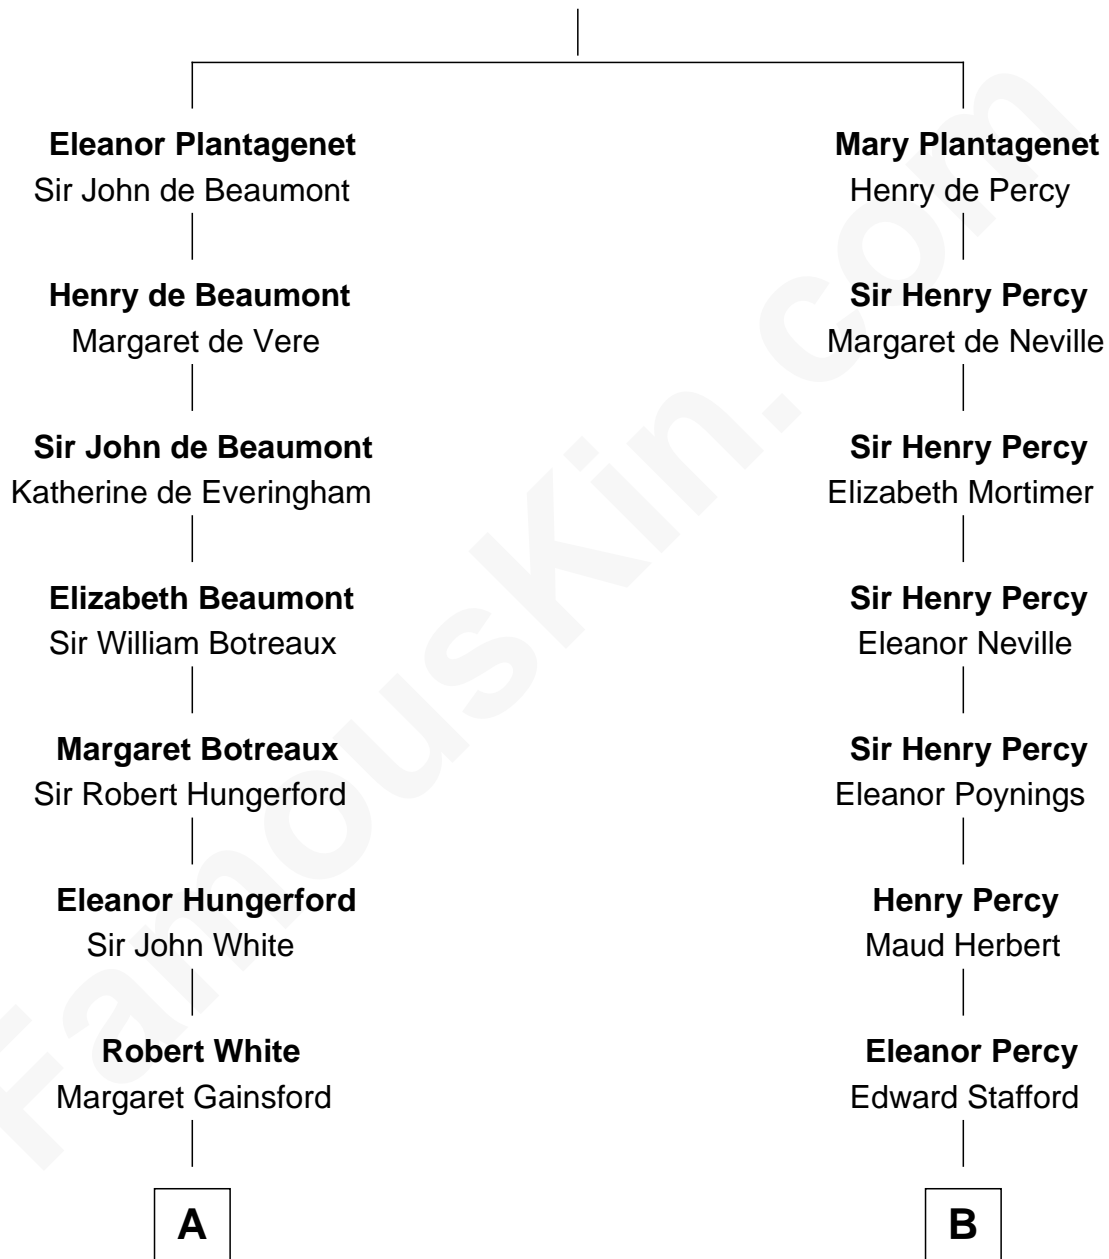 Eleanor Plantagenet
Sir John de Beaumont
Mary Plantagenet
Henry de Percy
Henry de Beaumont
Margaret de Vere
Sir Henry Percy
Margaret de Neville
Sir John de Beaumont
Katherine de Everingham
Sir Henry Percy
Elizabeth Mortimer
Elizabeth Beaumont
Sir William Botreaux
Sir Henry Percy
Eleanor Neville
Margaret Botreaux
Sir Robert Hungerford
Sir Henry Percy
Eleanor Poynings
Eleanor Hungerford
Sir John White
Henry Percy
Maud Herbert
Robert White
Margaret Gainsford
Eleanor Percy
Edward Stafford
A
B
FamousKin.com